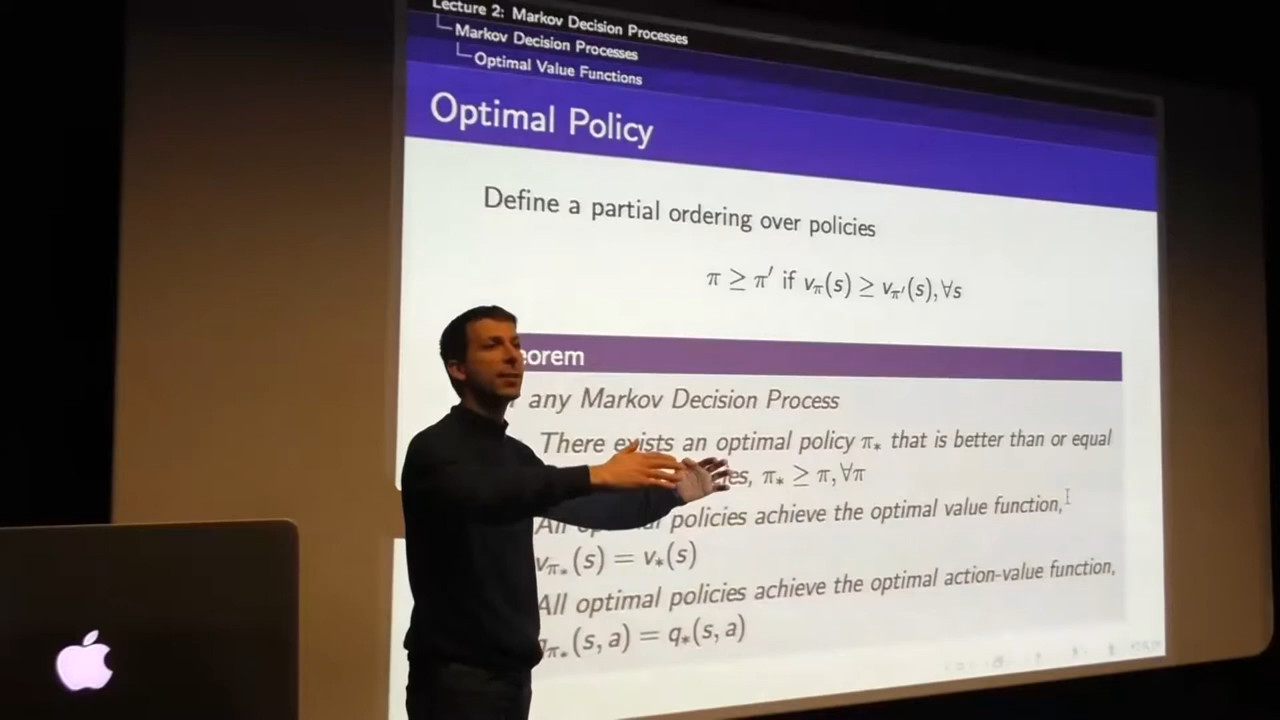 Lecture 2: Markov Decision Processes
Markov Decision Processes
Optimal Value Functions
Optimal Policy
Define a partial ordering over policies
π ≥ π′ if vπ(s) ≥ vπ′(s), ∀s
eorem
any Markov Decision Process
There exists an optimal policy π* that is better than or equal
es, π* ≥ π, ∀π
All policies achieve the optimal value function,
vπ*(s) = v*(s)
All optimal policies achieve the optimal action-value function,
qπ*(s, a) = q*(s, a)